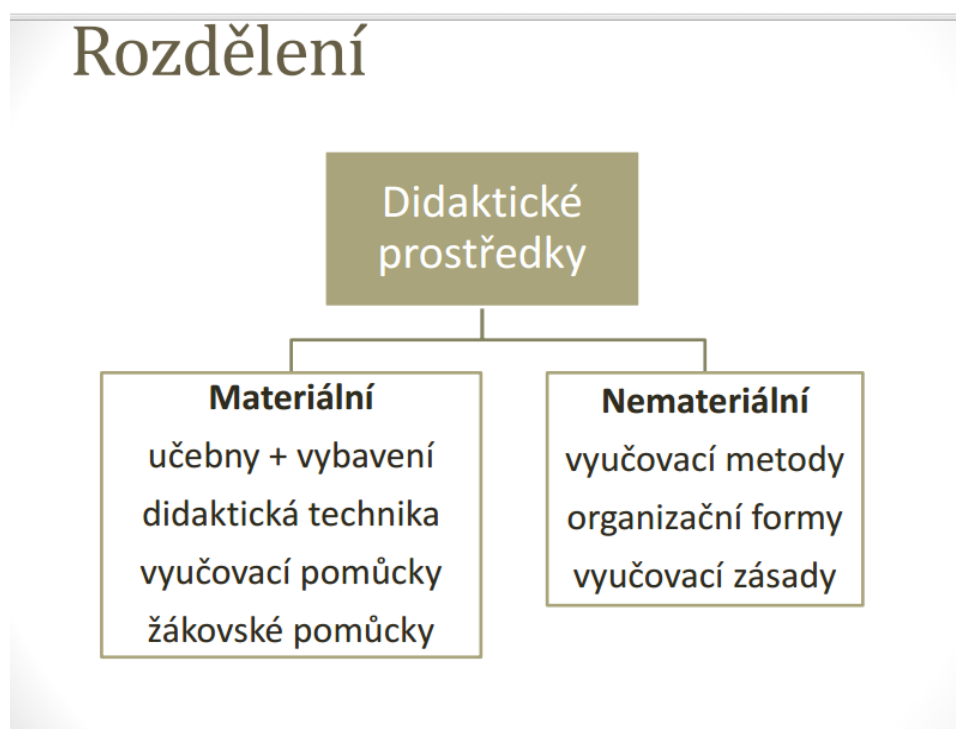 Rozdělení
Didaktické
prostředky
Materiální
učebny + vybavení
didaktická technika
vyučovací pomůcky
žákovské pomůcky
Nemateriální
vyučovací metody
organizační formy
vyučovací zásady